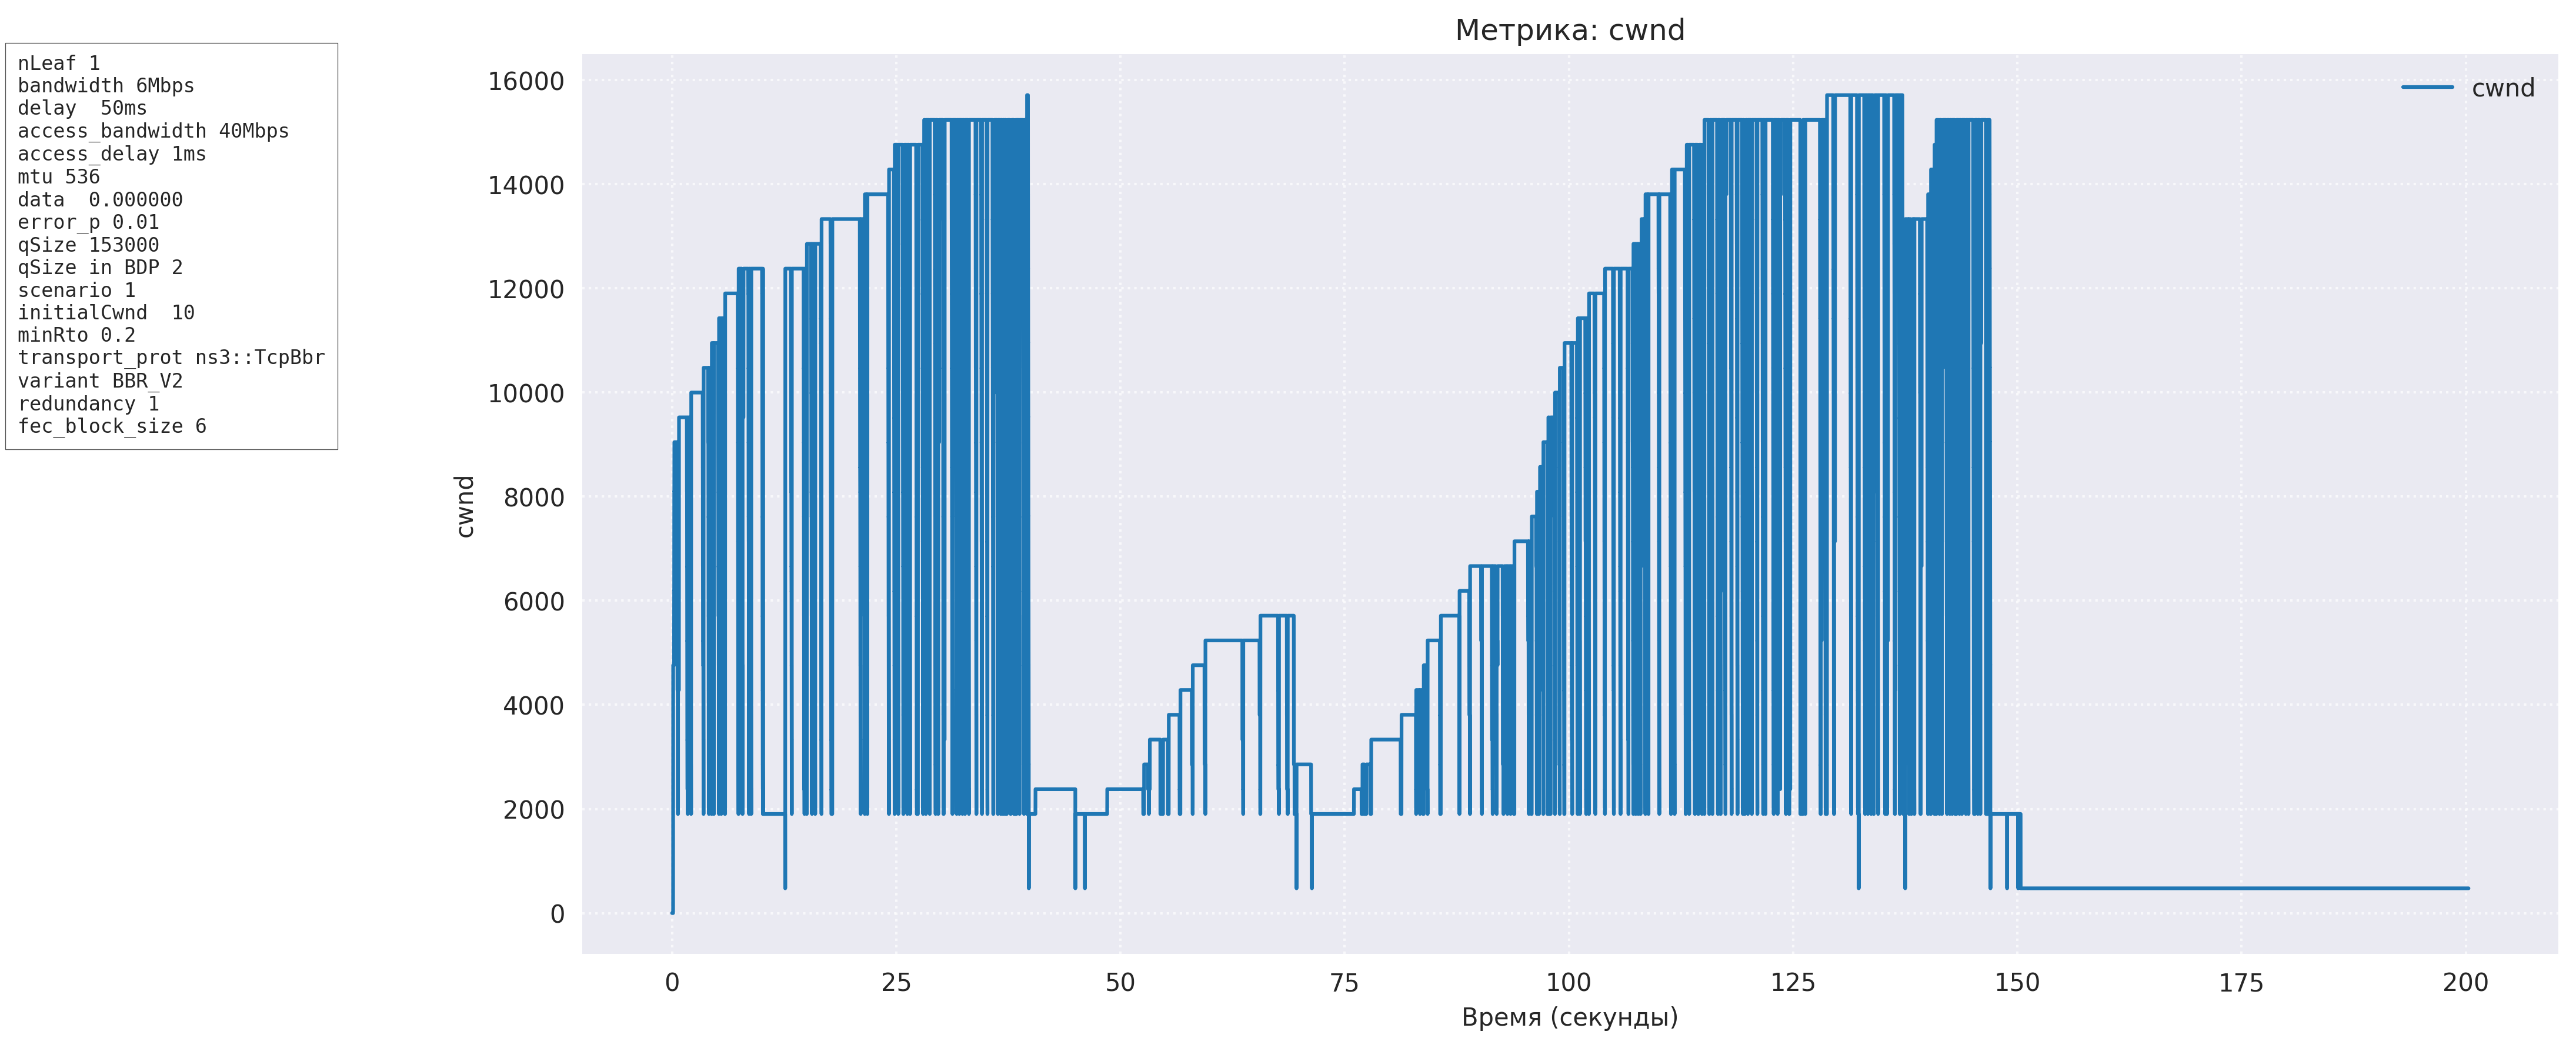 Метрика: cwnd
nLeaf 1
bandwidth 6Mbps
delay  50ms
access_bandwidth 40Mbps
access_delay 1ms
mtu 536
data  0.000000
error_p 0.01
qSize 153000
qSize in BDP 2
scenario 1
initialCwnd  10
minRto 0.2
transport_prot ns3::TcpBbr
variant BBR_V2
redundancy 1
fec_block_size 6
cwnd
16000
14000
12000
10000
8000
6000
4000
2000
0
cwnd
0 25 50 75 100 125 150 175 200
Время (секунды)